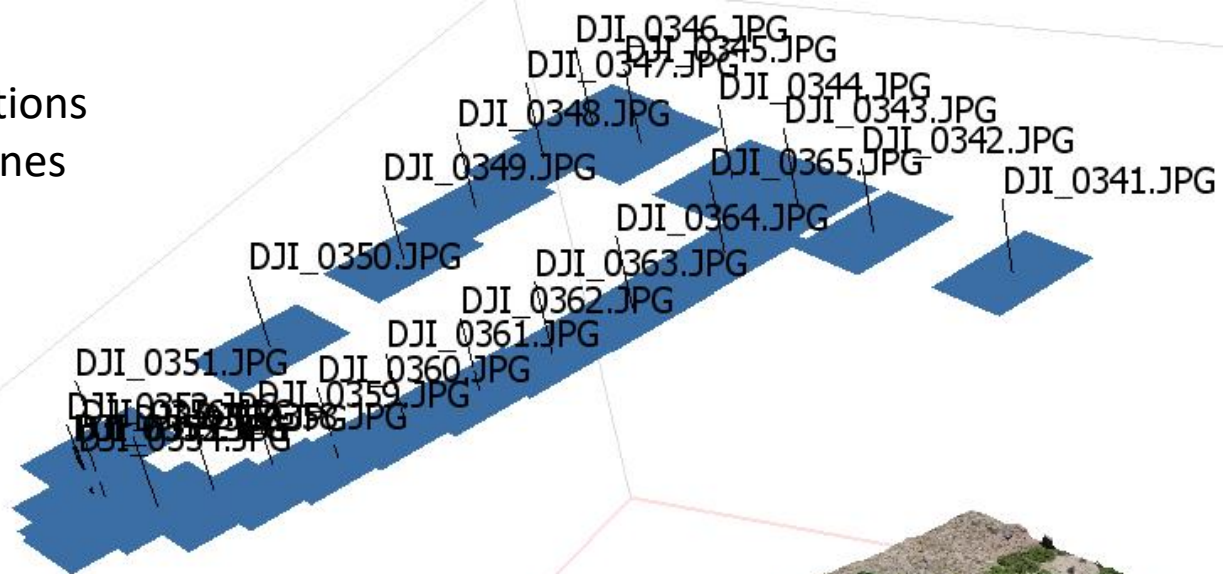 tions
nes
DJI_0346.JPG
DJI_0345.JPG
DJI_0347.JPG
DJI_0344.JPG
DJI_0343.JPG
DJI_0348.JPG
DJI_0342.JPG
DJI_0349.JPG
DJI_0365.JPG
DJI_0341.JPG
DJI_0364.JPG
DJI_0350.JPG
DJI_0363.JPG
DJI_0362.JPG
DJI_0361.JPG
DJI_0351.JPG
DJI_0360.JPG
DJI_0359.JPG